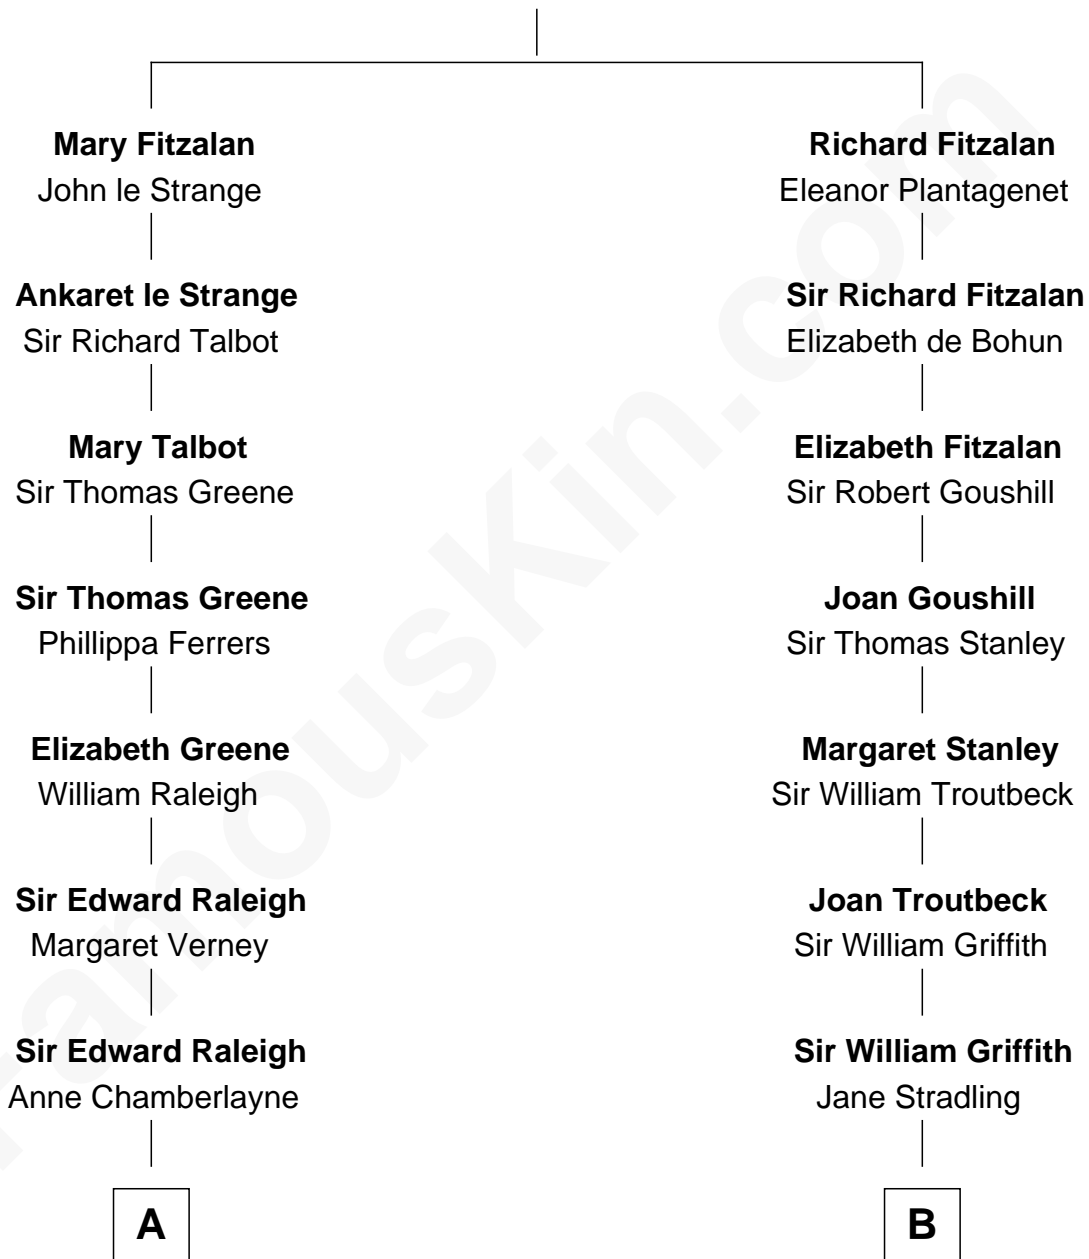 Mary Fitzalan
John le Strange
Richard Fitzalan
Eleanor Plantagenet
Ankaret le Strange
Sir Richard Talbot
Sir Richard Fitzalan
Elizabeth de Bohun
Mary Talbot
Sir Thomas Greene
Elizabeth Fitzalan
Sir Robert Goushill
Sir Thomas Greene
Phillippa Ferrers
Joan Goushill
Sir Thomas Stanley
Elizabeth Greene
William Raleigh
Margaret Stanley
Sir William Troutbeck
Sir Edward Raleigh
Margaret Verney
Joan Troutbeck
Sir William Griffith
Sir Edward Raleigh
Anne Chamberlayne
Sir William Griffith
Jane Stradling
A
B
FamousKin.com